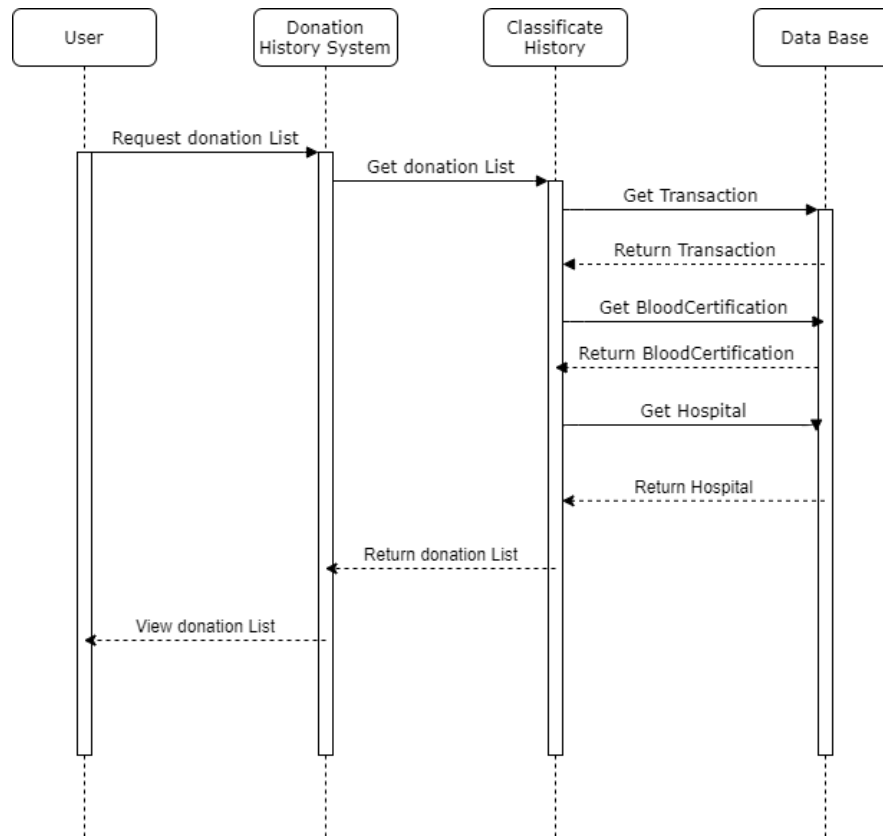 User
Donation
History System
Classificate
History
Data Base
Request donation List
Get donation List
Get Transaction
Return Transaction
Get BloodCertification
Return BloodCertification
Get Hospital
Return Hospital
Return donation List
View donation List